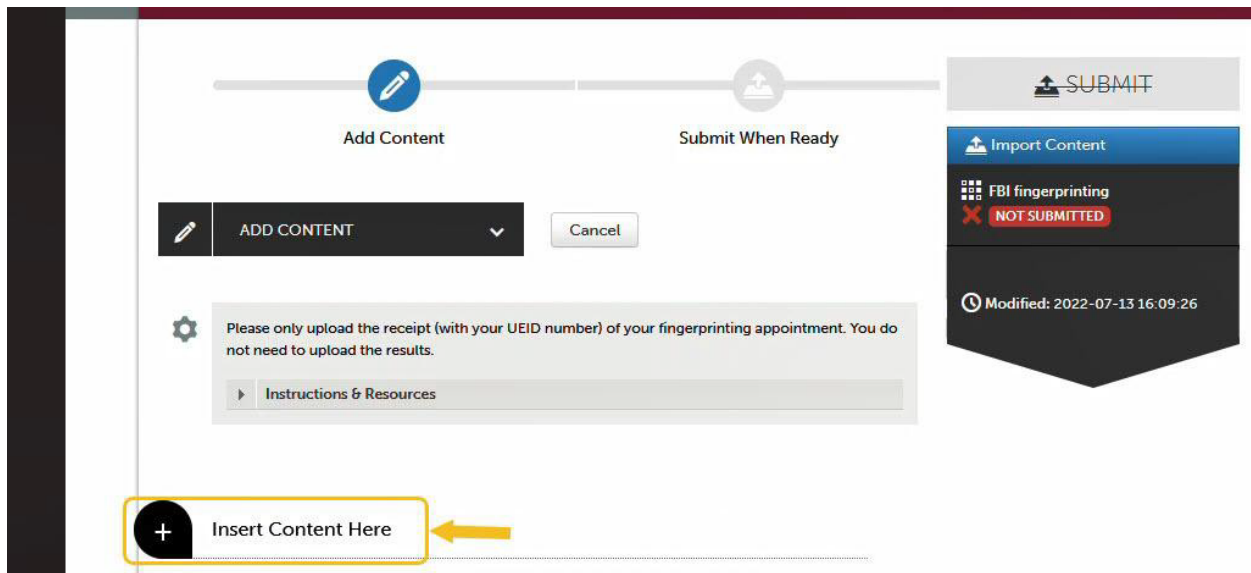 SUBMIT
Add Content
Submit When Ready
Import Content
FBI fingerprinting
NOT SUBMITTED
ADD CONTENT
Cancel
Modified: 2022-07-13 16:09:26
Please only upload the receipt (with your UEID number) of your fingerprinting appointment. You do
not need to upload the results.
Instructions & Resources
+ Insert Content Here